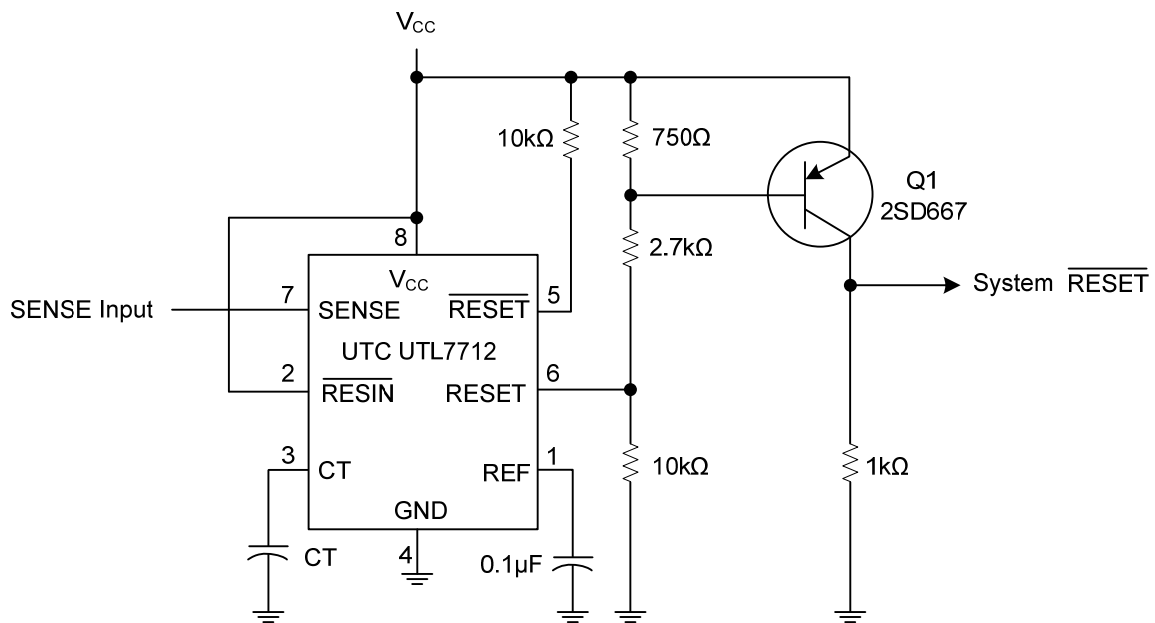 VCC
10kΩ
750Ω
Q1
2SD667
2.7kΩ
8
VCC
SENSE Input
7
SENSE
RESET
5
System RESET
UTC UTL7712
2
RESIN
RESET
6
3
CT
REF
1
10kΩ
1kΩ
GND
4
CT
0.1µF